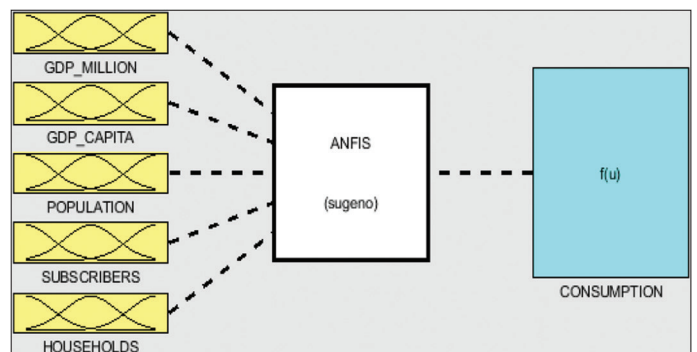 GDP_MILLION
GDP_CAPITA
POPULATION
SUBSCRIBERS
HOUSEHOLDS
ANFIS
(sugeno)
f(u)
CONSUMPTION